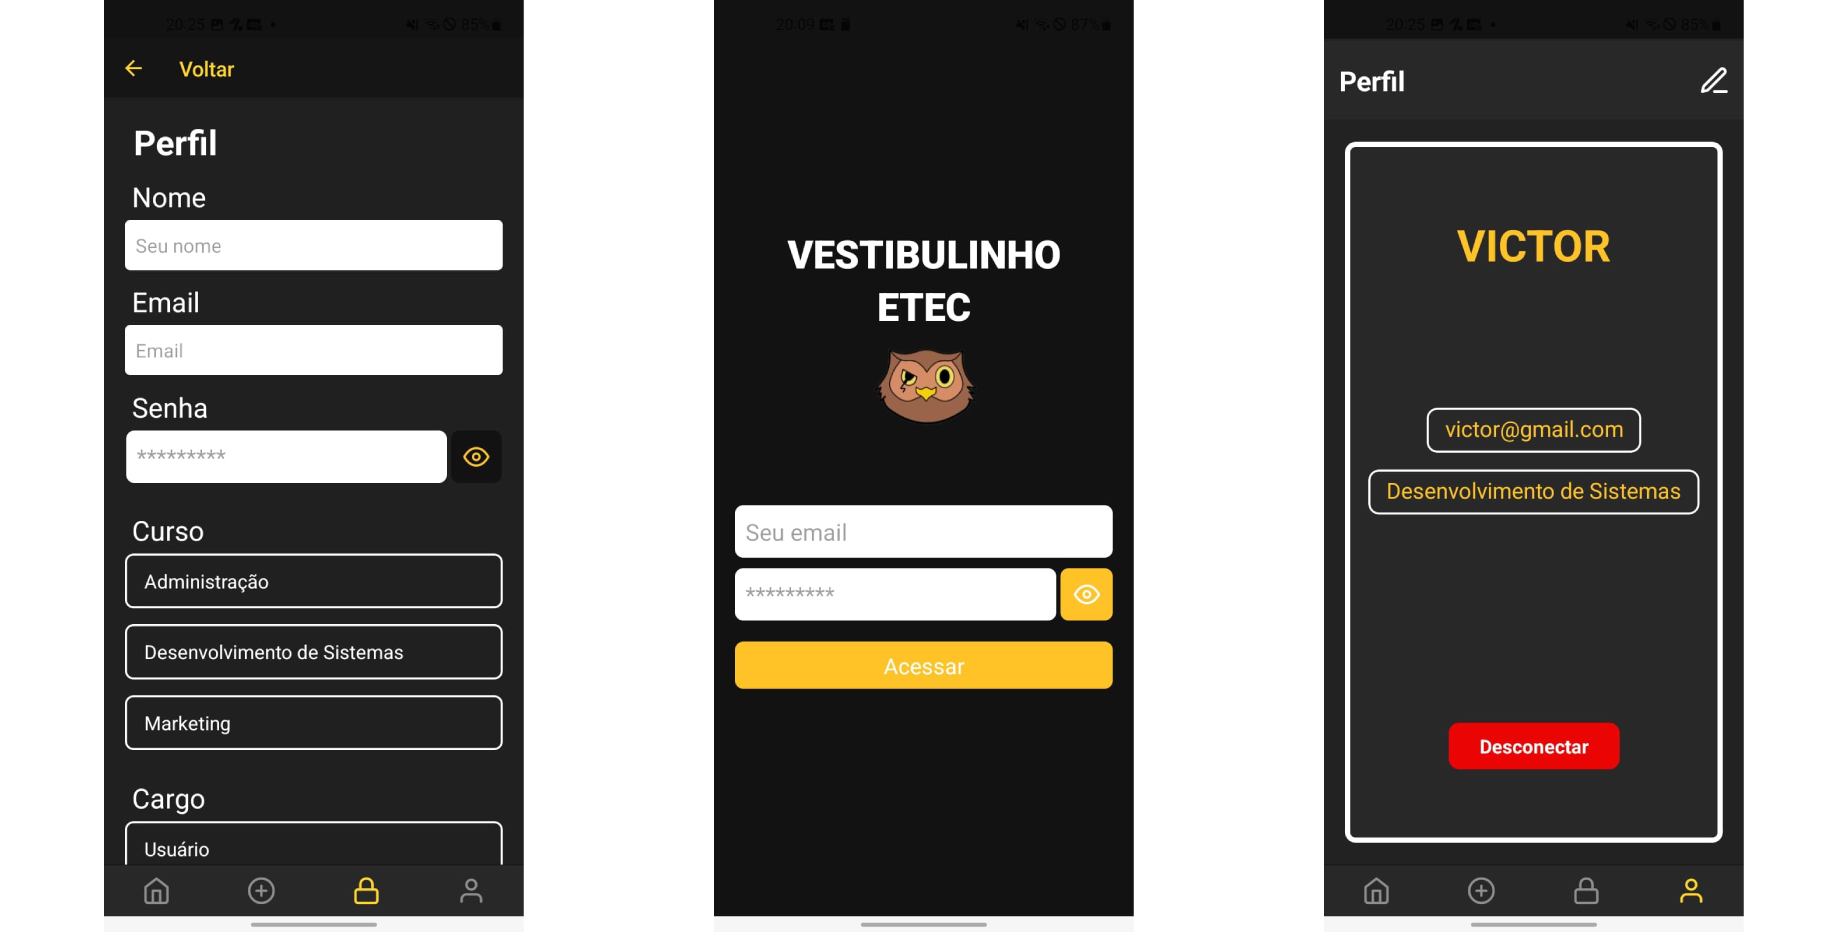 20:25
85%
Voltar
Perfil
Nome
Seu nome
Email
Email
Senha
*********
Curso
Administração
Desenvolvimento de Sistemas
Marketing
Cargo
Usuário
20:09
87%
VESTIBULINHO
ETEC
Seu email
*********
Acessar
20:25
85%
Perfil
VICTOR
victor@gmail.com
Desenvolvimento de Sistemas
Desconectar